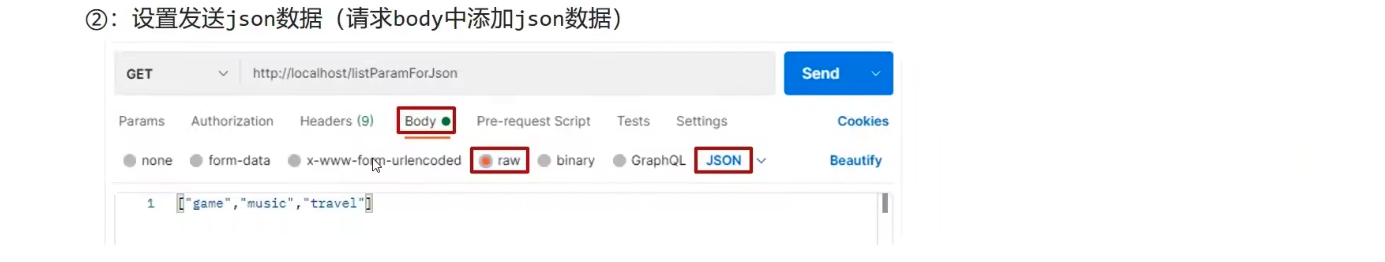 ②: 设置发送json数据（请求body中添加json数据）
GET http://localhost/listParamForJson Send
Params Authorization Headers (9) Body Pre-request Script Tests Settings Cookies
none form-data x-www-form-urlencoded raw binary GraphQL JSON Beautify
1 ["game","music","travel"]